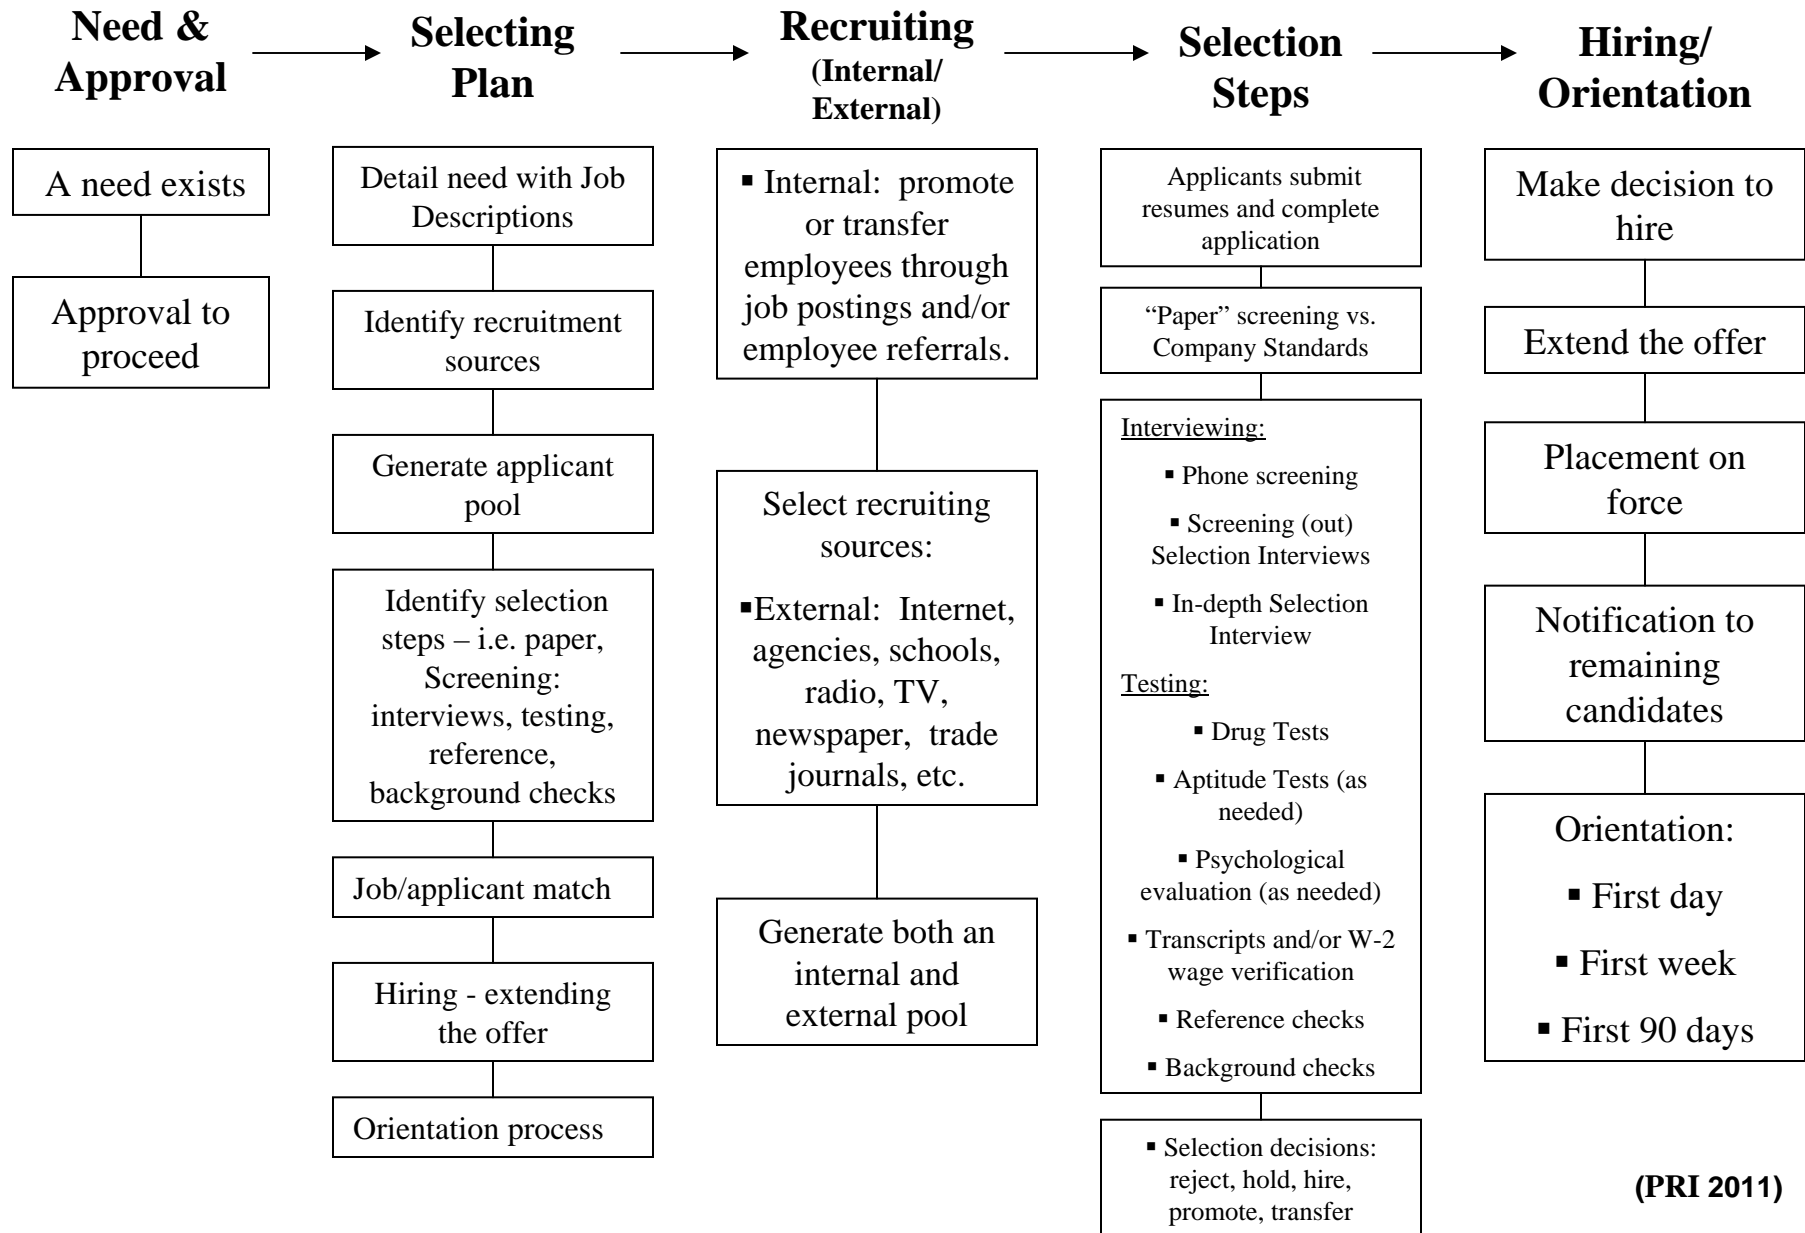 Need &
Approval
Selecting
Plan
Recruiting
(Internal/
External)
Selection
Steps
Hiring/
Orientation
A need exists
Approval to
proceed
Detail need with Job
Descriptions
Identify recruitment
sources
Generate applicant
pool
Identify selection
steps – i.e. paper,
Screening:
interviews, testing,
reference,
background checks
Job/applicant match
Hiring - extending
the offer
Orientation process
▪ Internal:  promote
or transfer
employees through
job postings and/or
employee referrals.
Select recruiting
sources:
▪External:  Internet,
agencies, schools,
radio, TV,
newspaper,  trade
journals, etc.
Generate both an
internal and
external pool
Applicants submit
resumes and complete
application
“Paper” screening vs.
Company Standards
Interviewing:
▪ Phone screening
▪ Screening (out)
Selection Interviews
▪ In-depth Selection
Interview
Testing:
▪ Drug Tests
▪ Aptitude Tests (as
needed)
▪ Psychological
evaluation (as needed)
▪ Transcripts and/or W-2
wage verification
▪ Reference checks
▪ Background checks
▪ Selection decisions:
reject, hold, hire,
promote, transfer
Make decision to
hire
Extend the offer
Placement on
force
Notification to
remaining
candidates
Orientation:
▪ First day
▪ First week
▪ First 90 days
(PRI 2011)